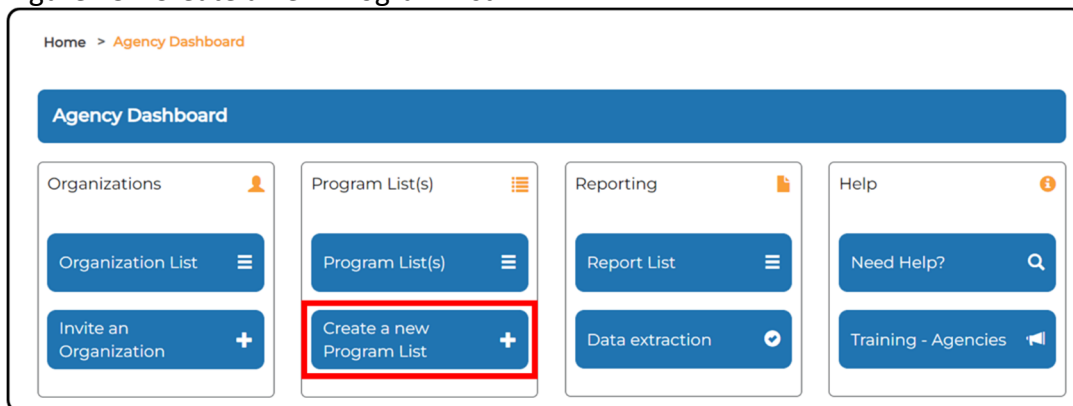 Home > Agency Dashboard
Agency Dashboard
Organizations
Organization List
Invite an
Organization
Program List(s)
Program List(s)
Create a new
Program List
Reporting
Report List
Data extraction
Help
Need Help?
Training - Agencies